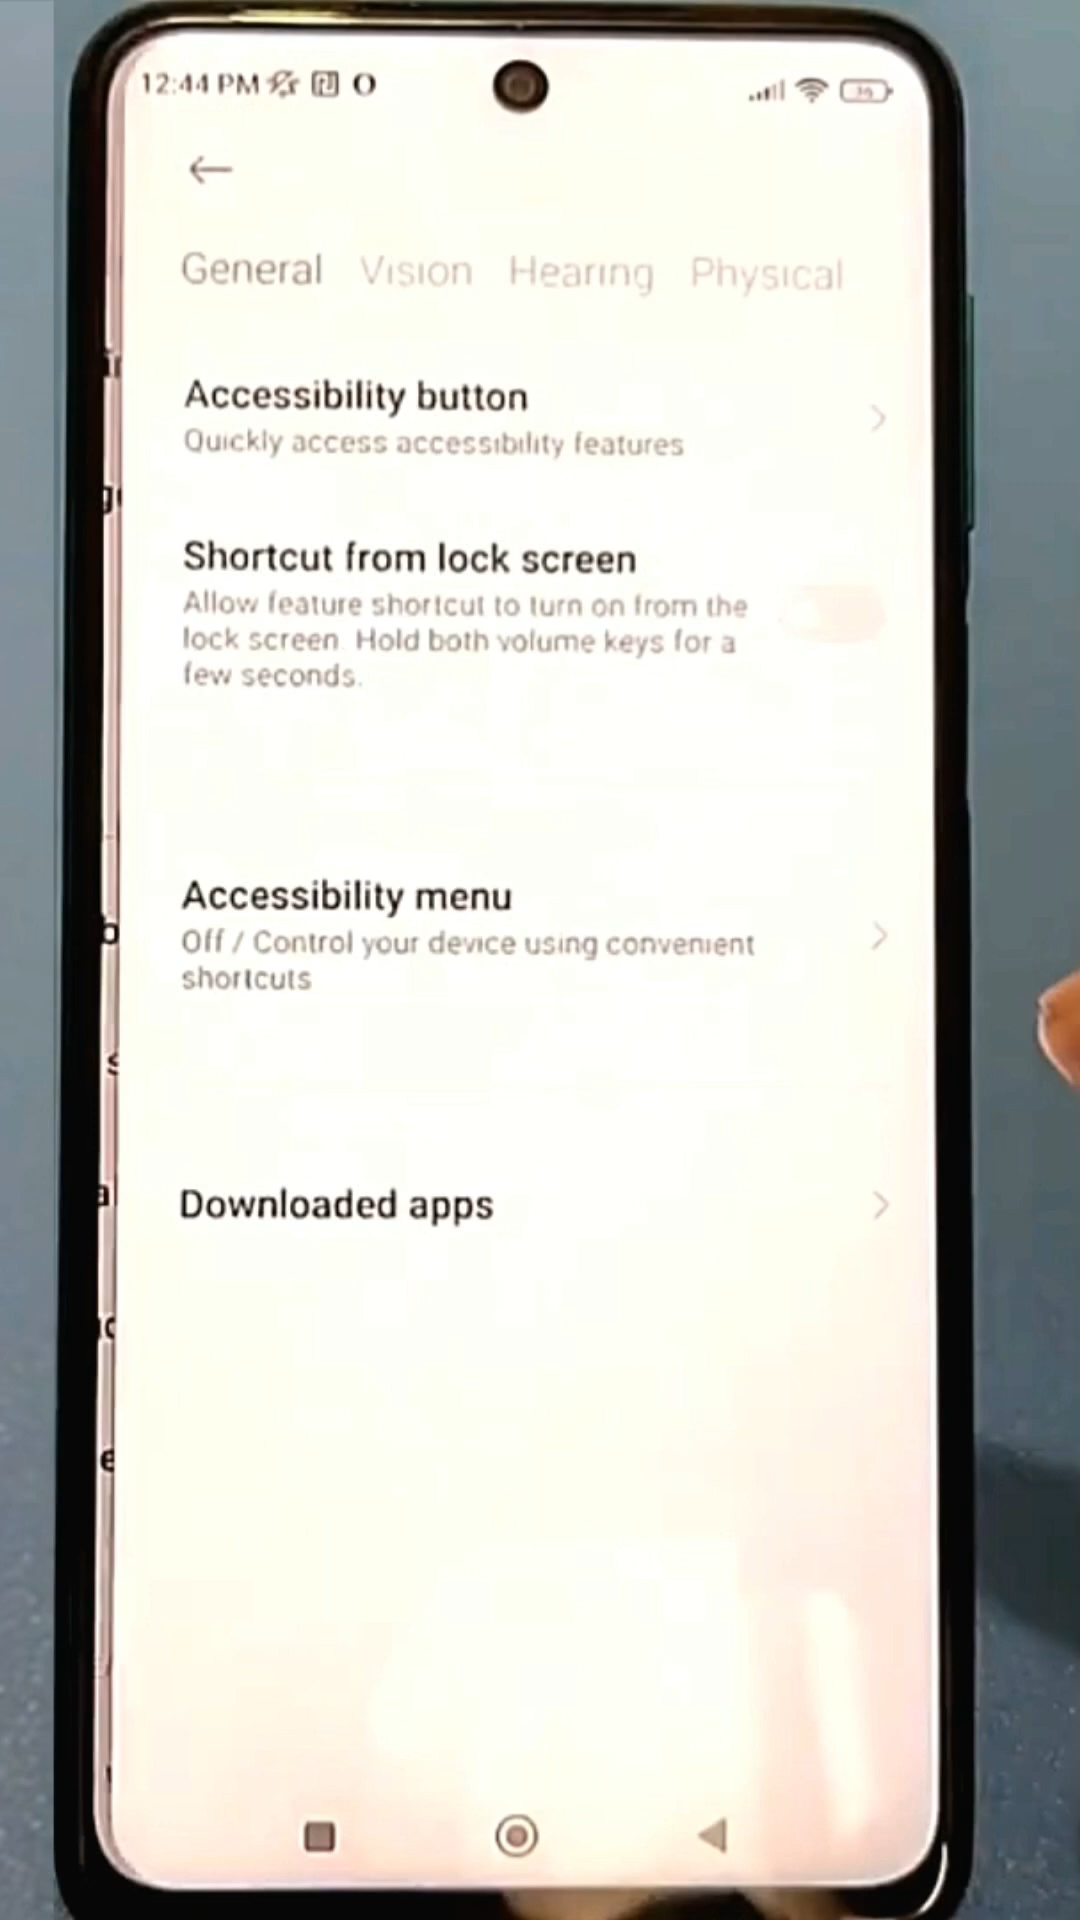 12:44 PM
General Vision Hearing Physical
Accessibility button
Quickly access accessibility features
Shortcut from lock screen
Allow feature shortcut to turn on from the
lock screen. Hold both volume keys for a
few seconds.
Accessibility menu
Off / Control your device using convenient
shortcuts
Downloaded apps